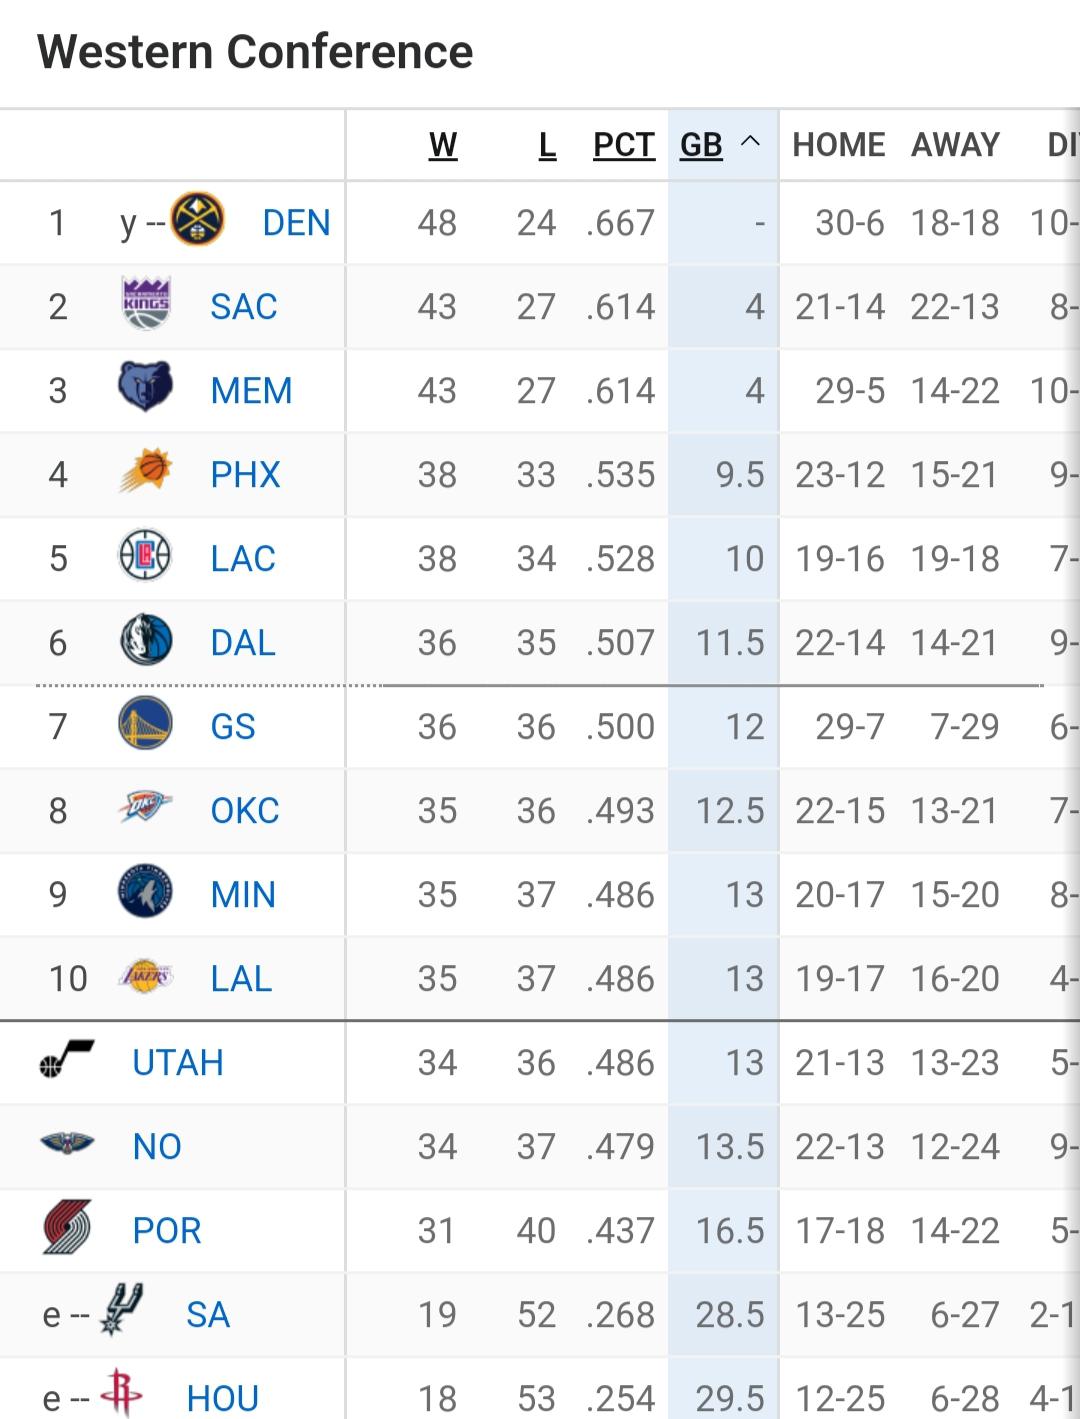 Western Conference
W L PCT GB HOME AWAY DI
1 y -- DEN 48 24 .667 - 30-6 18-18 10-
2 KINGS SAC 43 27 .614 4 21-14 22-13 8-
3 MEM 43 27 .614 4 29-5 14-22 10-
4 PHX 38 33 .535 9.5 23-12 15-21 9-
5 LAC 38 34 .528 10 19-16 19-18 7-
6 DAL 36 35 .507 11.5 22-14 14-21 9-
7 GS 36 36 .500 12 29-7 7-29 6-
8 OKC OKC 35 36 .493 12.5 22-15 13-21 7-
9 MIN 35 37 .486 13 20-17 15-20 8-
10 LAKERS LAL 35 37 .486 13 19-17 16-20 4-
UTAH 34 36 .486 13 21-13 13-23 5-
NO 34 37 .479 13.5 22-13 12-24 9-
POR 31 40 .437 16.5 17-18 14-22 5-
e -- SA 19 52 .268 28.5 13-25 6-27 2-1
e -- R HOU 18 53 .254 29.5 12-25 6-28 4-1